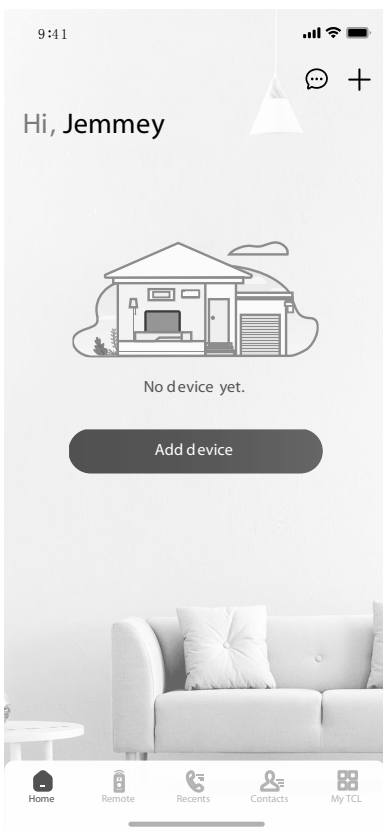 9:41
Hi, Jemmey
No device yet.
Add device
Home Remote Recents Contacts My TCL